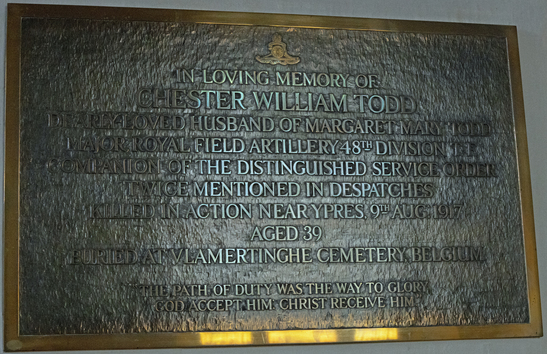 IN LOVING MEMORY OF
CHESTER WILLIAM TODD
DEARLY-LOVED HUSBAND OF MARGARET MARY TODD
MAJOR ROYAL FIELD ARTILLERY, 48TH DIVISION T.F.
COMPANION OF THE DISTINGUISHED SERVICE ORDER
TWICE MENTIONED IN DESPATCHES
KILLED IN ACTION NEAR YPRES, 9TH AUG. 1917
AGED 39
BURIED AT VLAMERTINGHE CEMETERY, BELGIUM
"THE PATH OF DUTY WAS THE WAY TO GLORY
GOD ACCEPT HIM, CHRIST RECEIVE HIM"